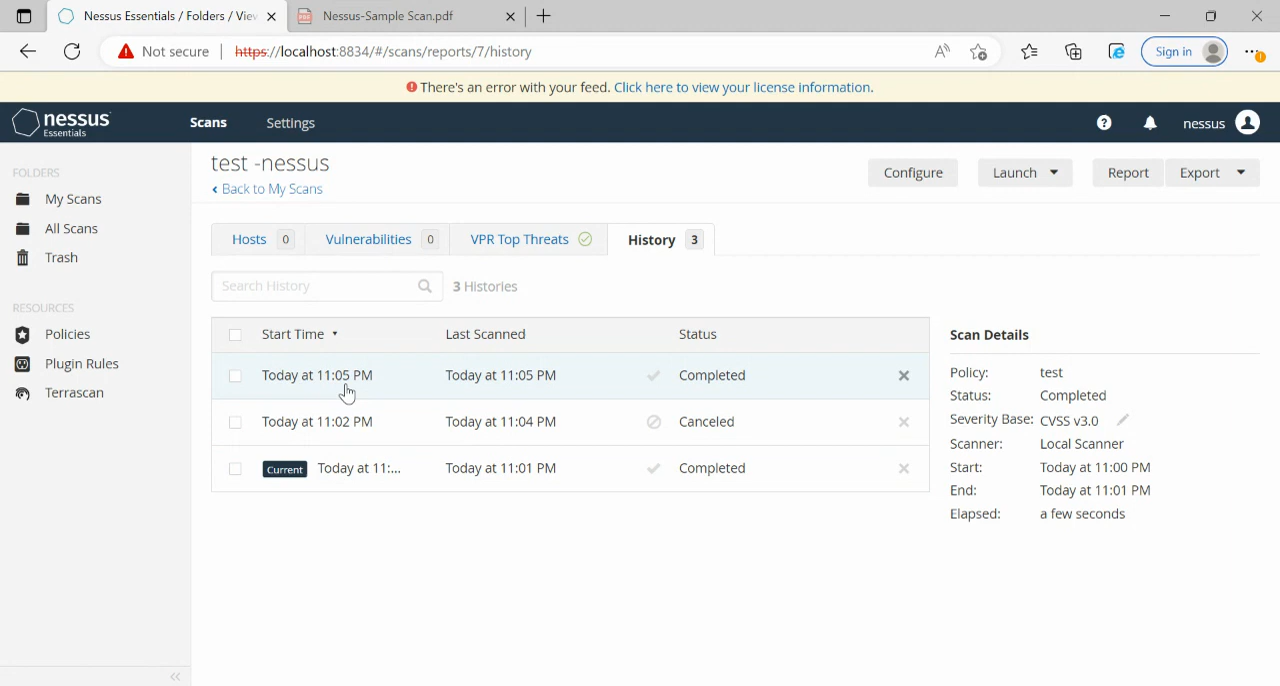 Nessus Essentials / Folders / Viev
Nessus-Sample Scan.pdf
Not secure
https://localhost:8834/#/scans/reports/7/history
Sign in
There's an error with your feed. Click here to view your license information.
nessus
Essentials
Scans
Settings
nessus
FOLDERS
My Scans
All Scans
Trash
RESOURCES
Policies
Plugin Rules
Terrascan
test -nessus
Back to My Scans
Configure
Launch
Report
Export
Hosts 0
Vulnerabilities 0
VPR Top Threats
History 3
Search History
3 Histories
Start Time Last Scanned Status
Today at 11:05 PM Today at 11:05 PM Completed
Today at 11:02 PM Today at 11:04 PM Canceled
Current Today at 11:... Today at 11:01 PM Completed
Scan Details
Policy: test
Status: Completed
Severity Base: CVSS v3.0
Scanner: Local Scanner
Start: Today at 11:00 PM
End: Today at 11:01 PM
Elapsed: a few seconds